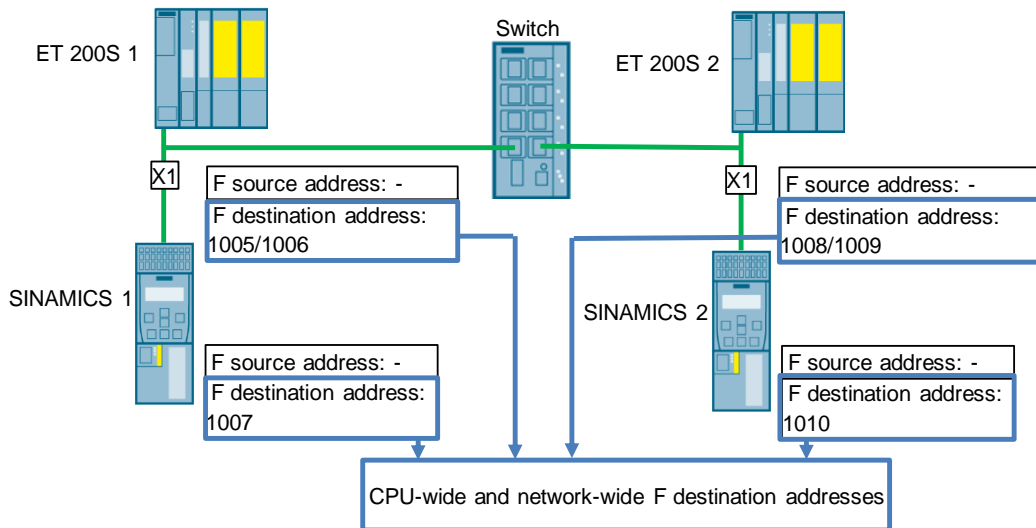 Switch
ET 200S 1
ET 200S 2
X1
X1
F source address: -
F destination address:
1005/1006
F source address: -
F destination address:
1008/1009
SINAMICS 1
SINAMICS 2
F source address: -
F destination address:
1007
F source address: -
F destination address:
1010
CPU-wide and network-wide F destination addresses